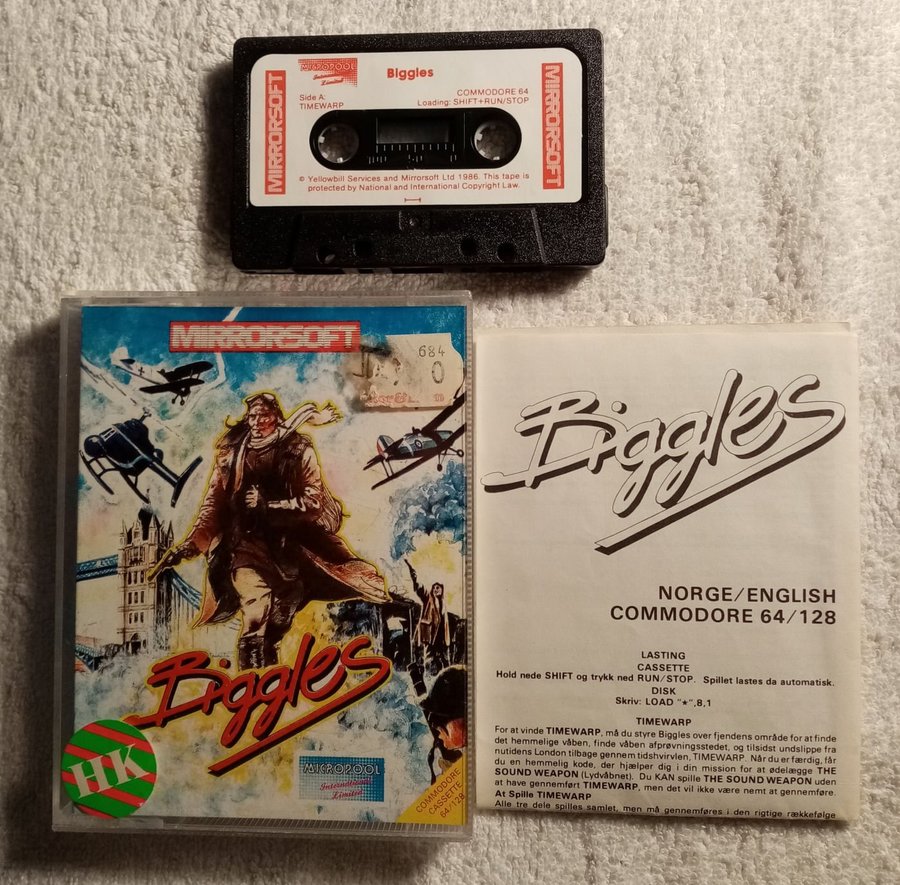 MIRRORSOFT
MICROPOOL
International
Limited
Biggles
Side A:
TIMEWARP
COMMODORE 64
Loading: SHIFT+RUN/STOP
MIRRORSOFT
© Yellowbill Services and Mirrorsoft Ltd 1986. This tape is
protected by National and International Copyright Law.
MIRRORSOFT
684
0
Biggles
HK
MICROPOOL
International
Limited
COMMODORE
CASSETTE
64/128
Biggles
NORGE/ENGLISH
COMMODORE 64/128
LASTING
CASSETTE
Hold nede SHIFT og trykk ned RUN/STOP. Spillet lastes da automatisk.
DISK
Skriv: LOAD "*",8,1
TIMEWARP
For at vinde TIMEWARP, må du styre Biggles over fjendens område for at finde
det hemmelige våben, finde våben afprøvningsstedet, og tilsidst undslippe fra
nutidens London tilbage gennem tidshvirvlen, TIMEWARP. Når du er færdig, får
du en hemmelig kode, der hjælper dig i din mission for at ødelægge THE
SOUND WEAPON (Lydvåbnet). Du KAN spille THE SOUND WEAPON uden
at have gennemført TIMEWARP, men det vil ikke være nemt at gennemføre.
At Spille TIMEWARP
Alle tre dele spilles samlet, men må gennemføres i den rigtige rækkefølge